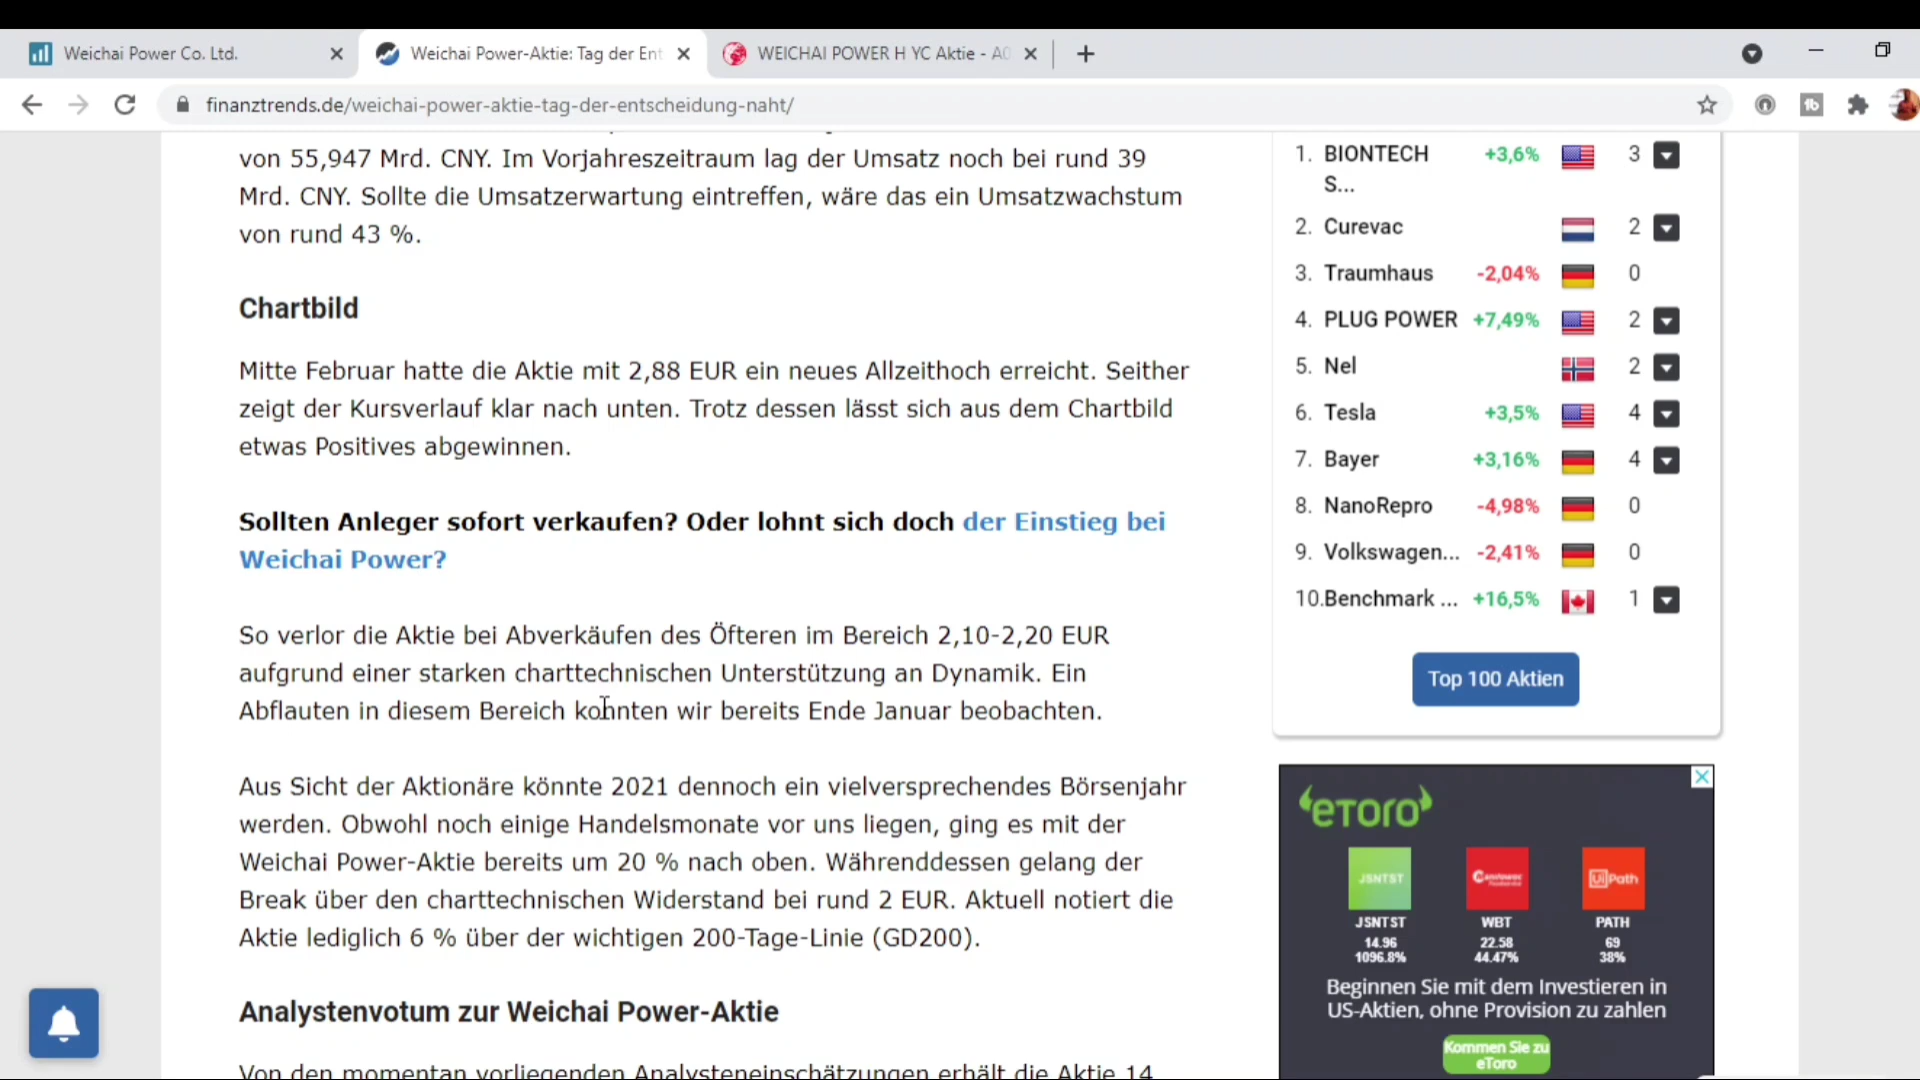 Weichai Power Co. Ltd.
Weichai Power-Aktie: Tag der Ent
WEICHAI POWER H YC Aktie - A0
finanztrends.de/weichai-power-aktie-tag-der-entscheidung-naht/
von 55,947 Mrd. CNY. Im Vorjahreszeitraum lag der Umsatz noch bei rund 39
Mrd. CNY. Sollte die Umsatzerwartung eintreffen, wäre das ein Umsatzwachstum
von rund 43 %.
Chartbild
Mitte Februar hatte die Aktie mit 2,88 EUR ein neues Allzeithoch erreicht. Seither
zeigt der Kursverlauf klar nach unten. Trotz dessen lässt sich aus dem Chartbild
etwas Positives abgewinnen.
Sollten Anleger sofort verkaufen? Oder lohnt sich doch der Einstieg bei
Weichai Power?
So verlor die Aktie bei Abverkäufen des Öfteren im Bereich 2,10-2,20 EUR
aufgrund einer starken charttechnischen Unterstützung an Dynamik. Ein
Abflauten in diesem Bereich konnten wir bereits Ende Januar beobachten.
Aus Sicht der Aktionäre könnte 2021 dennoch ein vielversprechendes Börsenjahr
werden. Obwohl noch einige Handelsmonate vor uns liegen, ging es mit der
Weichai Power-Aktie bereits um 20 % nach oben. Währenddessen gelang der
Break über den charttechnischen Widerstand bei rund 2 EUR. Aktuell notiert die
Aktie lediglich 6 % über der wichtigen 200-Tage-Linie (GD200).
Analystenvotum zur Weichai Power-Aktie
Von den momentan vorliegenden Analysteneinschätzungen erhält die Aktie 14
1. BIONTECH S... +3,6% 3
2. Curevac 2
3. Traumhaus -2,04% 0
4. PLUG POWER +7,49% 2
5. Nel 2
6. Tesla +3,5% 4
7. Bayer +3,16% 4
8. NanoRepro -4,98% 0
9. Volkswagen... -2,41% 0
10.Benchmark ... +16,5% 1
Top 100 Aktien
eToro
JSNTST
UiPath
JSNTST WBT PATH
14.96 22.58 69
1096.8% 44.47% 38%
Beginnen Sie mit dem Investieren in
US-Aktien, ohne Provision zu zahlen
Kommen Sie zu
eToro